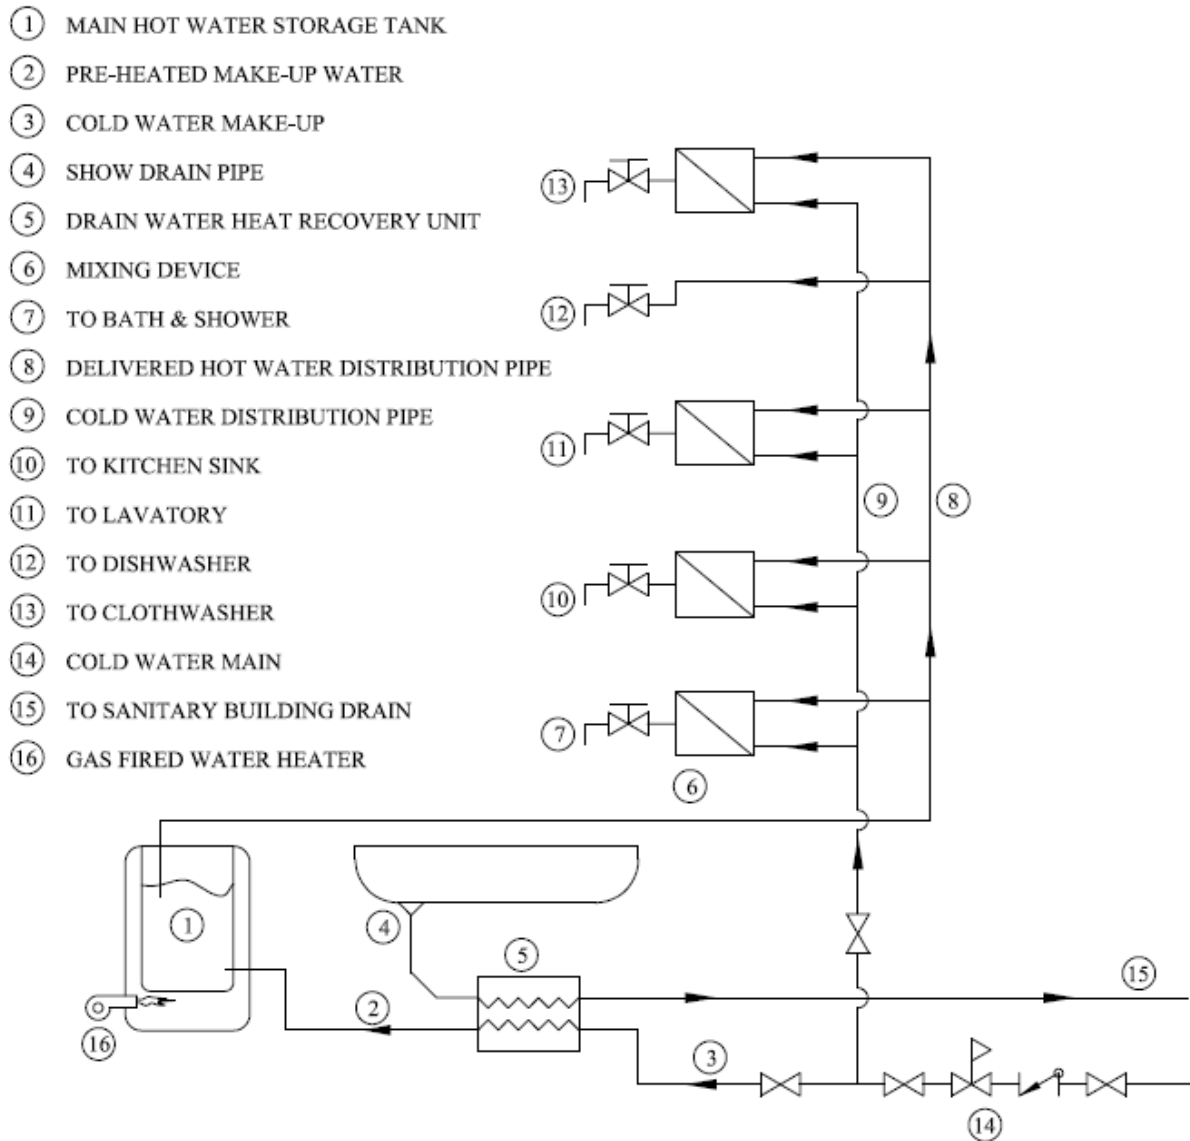 1 MAIN HOT WATER STORAGE TANK
2 PRE-HEATED MAKE-UP WATER
3 COLD WATER MAKE-UP
4 SHOW DRAIN PIPE
5 DRAIN WATER HEAT RECOVERY UNIT
6 MIXING DEVICE
7 TO BATH & SHOWER
8 DELIVERED HOT WATER DISTRIBUTION PIPE
9 COLD WATER DISTRIBUTION PIPE
10 TO KITCHEN SINK
11 TO LAVATORY
12 TO DISHWASHER
13 TO CLOTHWASHER
14 COLD WATER MAIN
15 TO SANITARY BUILDING DRAIN
16 GAS FIRED WATER HEATER
13
12
11
9
8
10
7
6
1
4
5
15
2
16
3
14